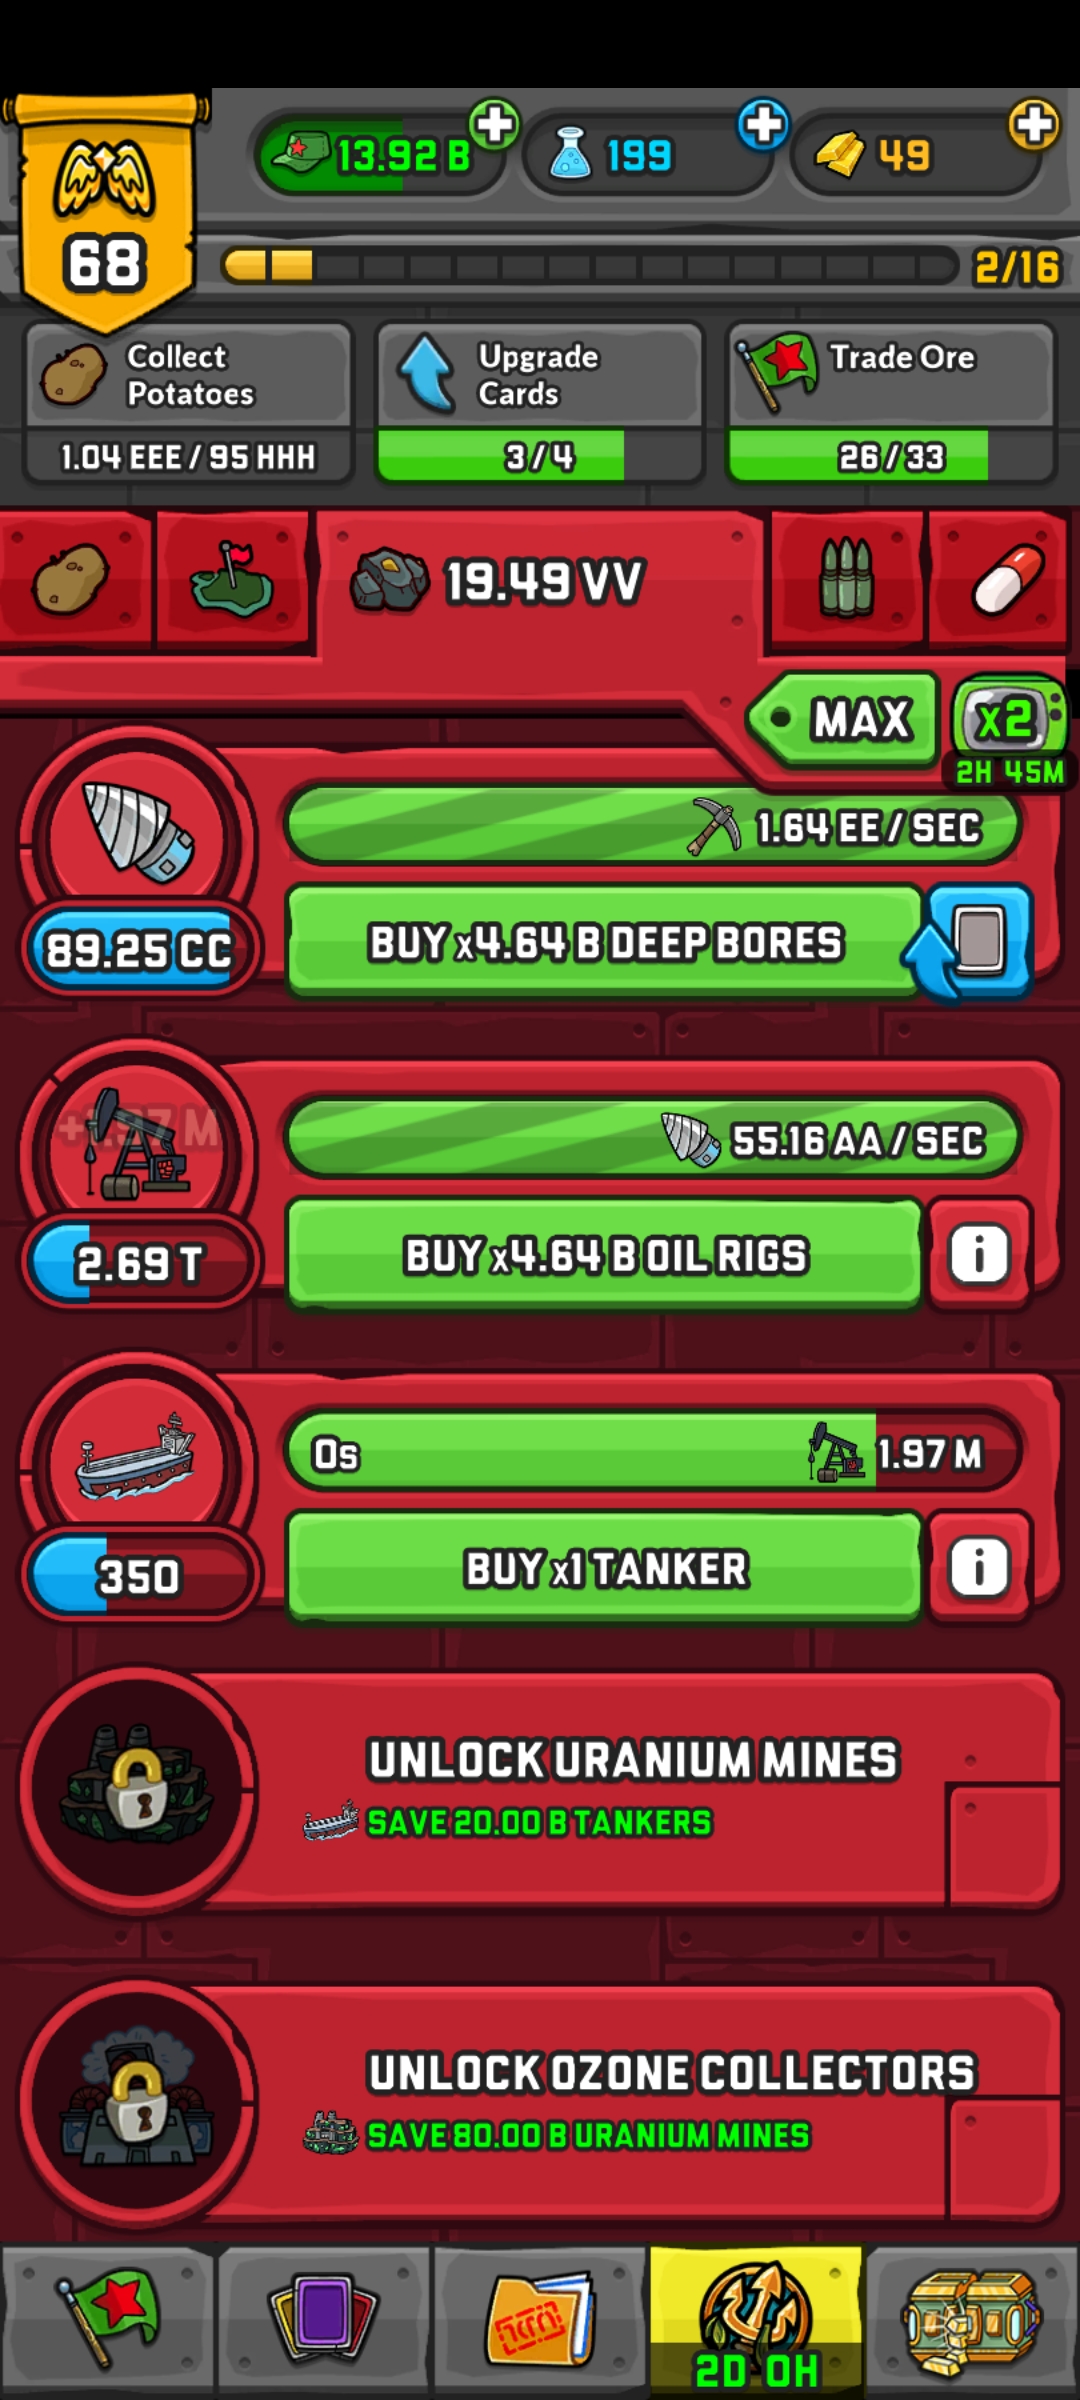 13.92 B
199
49
68
2/16
Collect
Potatoes
Upgrade
Cards
Trade Ore
1.04 EEE / 95 HHH
3/4
26/33
19.49 VV
MAX
x2
2H 45M
1.64 EE / SEC
89.25 CC
BUY x4.64 B DEEP BORES
+1.97 M
55.16 AA / SEC
2.69 T
BUY x4.64 B OIL RIGS
i
0s
1.97 M
350
BUY x1 TANKER
i
UNLOCK URANIUM MINES
SAVE 20.00 B TANKERS
UNLOCK OZONE COLLECTORS
SAVE 80.00 B URANIUM MINES
2D 0H